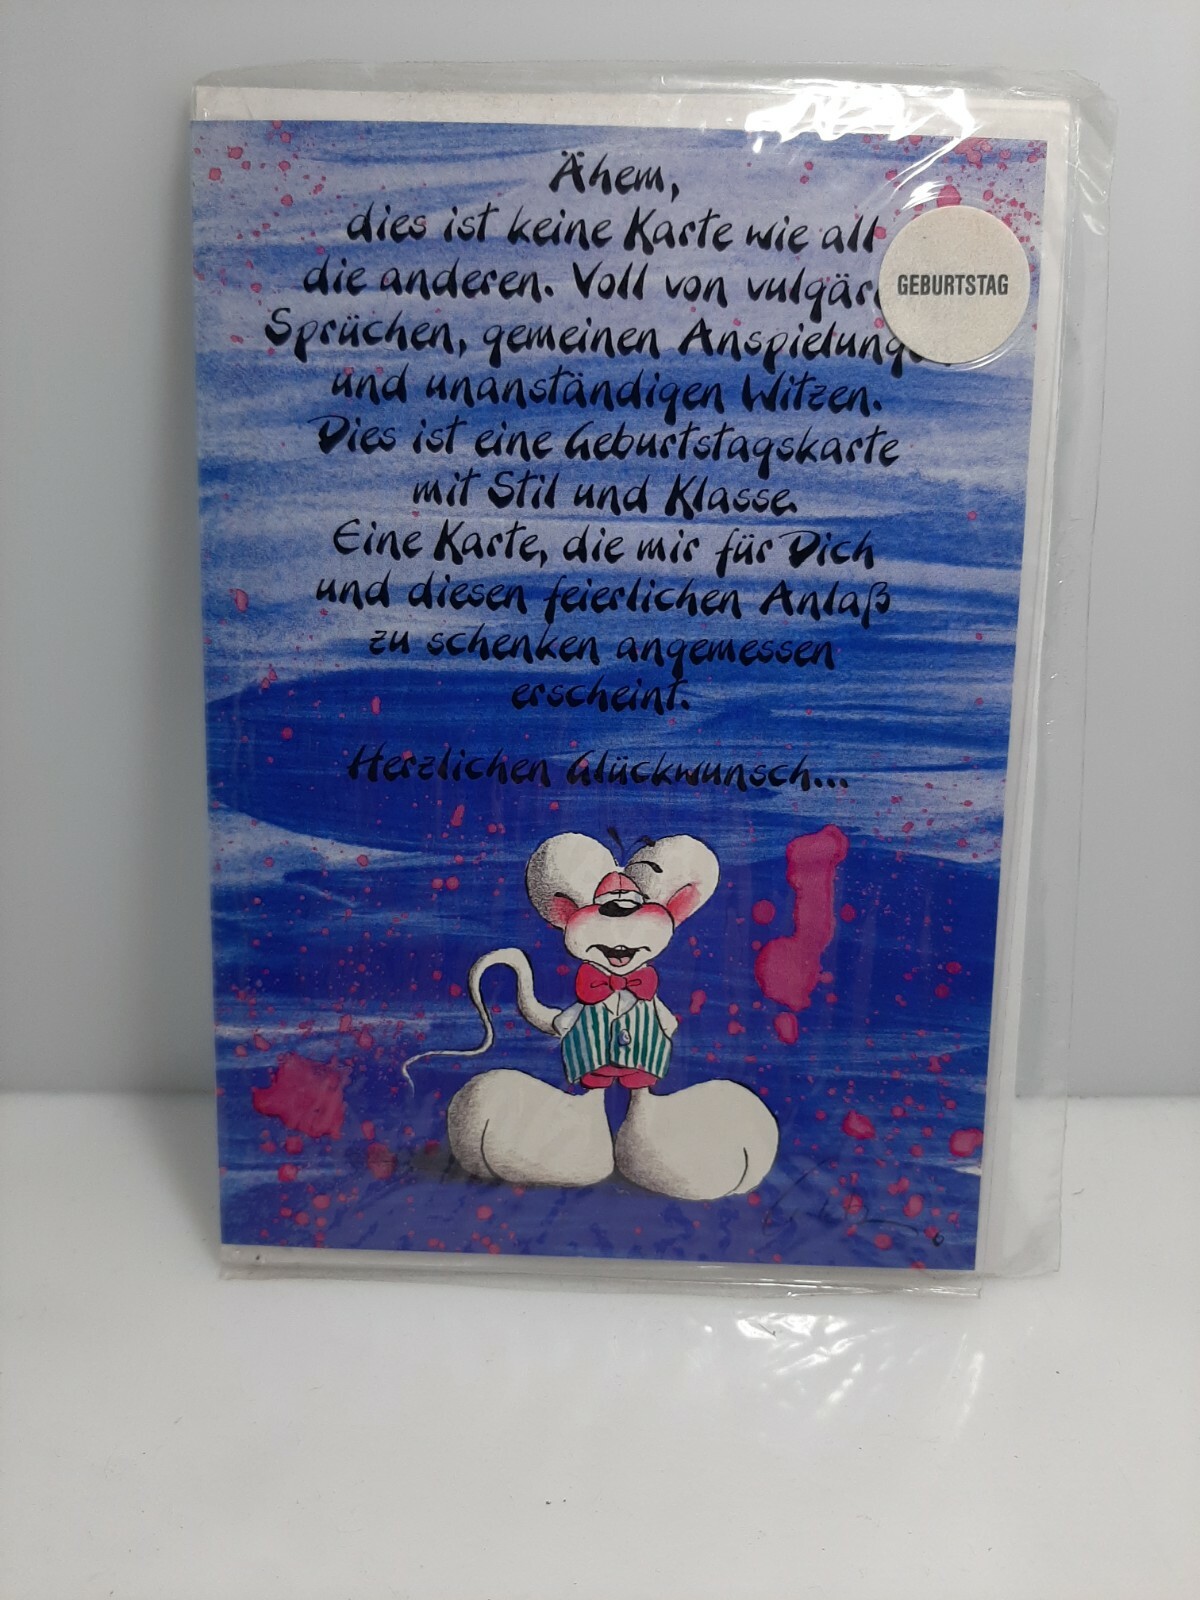 Ähem,
dies ist keine Karte wie all
die anderen. Voll von
Sprüchen, gemeinen
und unanständigen Witzen.
Dies ist eine Geburtstagskarte
mit Stil und Klasse.
Eine Karte, die mir für Dich
und diesen feierlichen Anlaß
zu schenken angemessen
erscheint.
Herzlichen Glückwunsch...
GEBURTSTAG